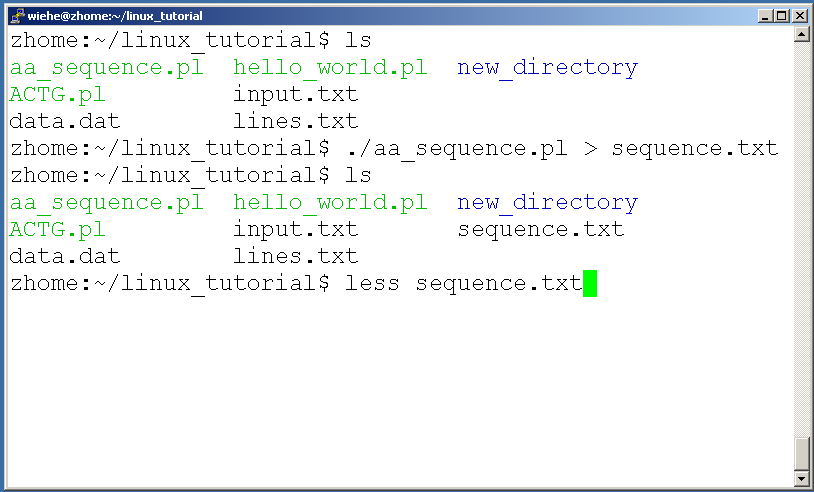 wiehe@zhome:~/linux_tutorial
zhome:~/linux_tutorial$ ls
aa_sequence.pl  hello_world.pl  new_directory
ACTG.pl         input.txt
data.dat        lines.txt
zhome:~/linux_tutorial$ ./aa_sequence.pl > sequence.txt
zhome:~/linux_tutorial$ ls
aa_sequence.pl  hello_world.pl  new_directory
ACTG.pl         input.txt       sequence.txt
data.dat        lines.txt
zhome:~/linux_tutorial$ less sequence.txt